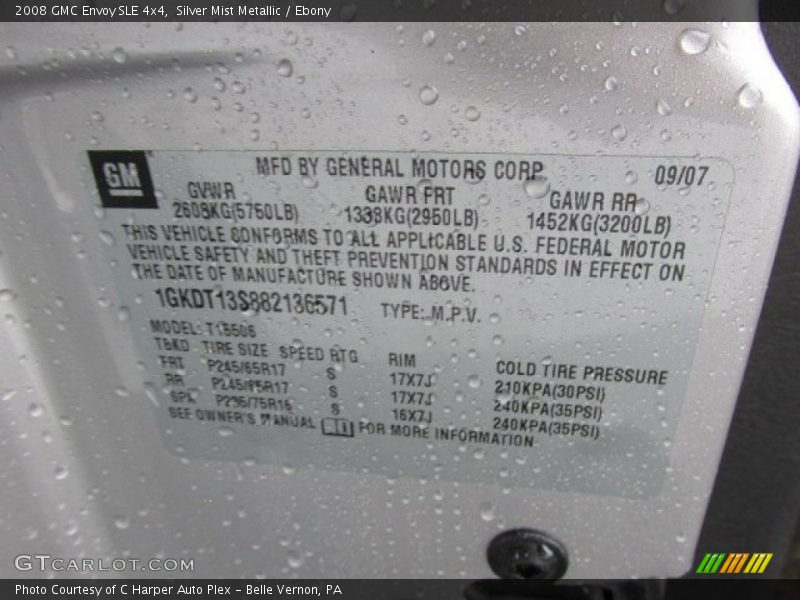 2008 GMC Envoy SLE 4x4, Silver Mist Metallic / Ebony
GM
MFD BY GENERAL MOTORS CORP 09/07
GVWR GAWR FRT GAWR RR
2608KG(5750LB) 1338KG(2950LB) 1452KG(3200LB)
THIS VEHICLE CONFORMS TO ALL APPLICABLE U.S. FEDERAL MOTOR
VEHICLE SAFETY AND THEFT PREVENTION STANDARDS IN EFFECT ON
THE DATE OF MANUFACTURE SHOWN ABOVE.
1GKDT13S882136571 TYPE: M.P.V.
MODEL: T15506
TIRE SIZE SPEED RTG RIM COLD TIRE PRESSURE
FRT P245/65R17 S 17X7J 210KPA(30PSI)
RR P245/65R17 S 17X7J 240KPA(35PSI)
SPA S 16X7J 240KPA(35PSI)
SEE OWNER'S MANUAL FOR MORE INFORMATION
GTCARLOT.COM
Photo Courtesy of C Harper Auto Plex – Belle Vernon, PA